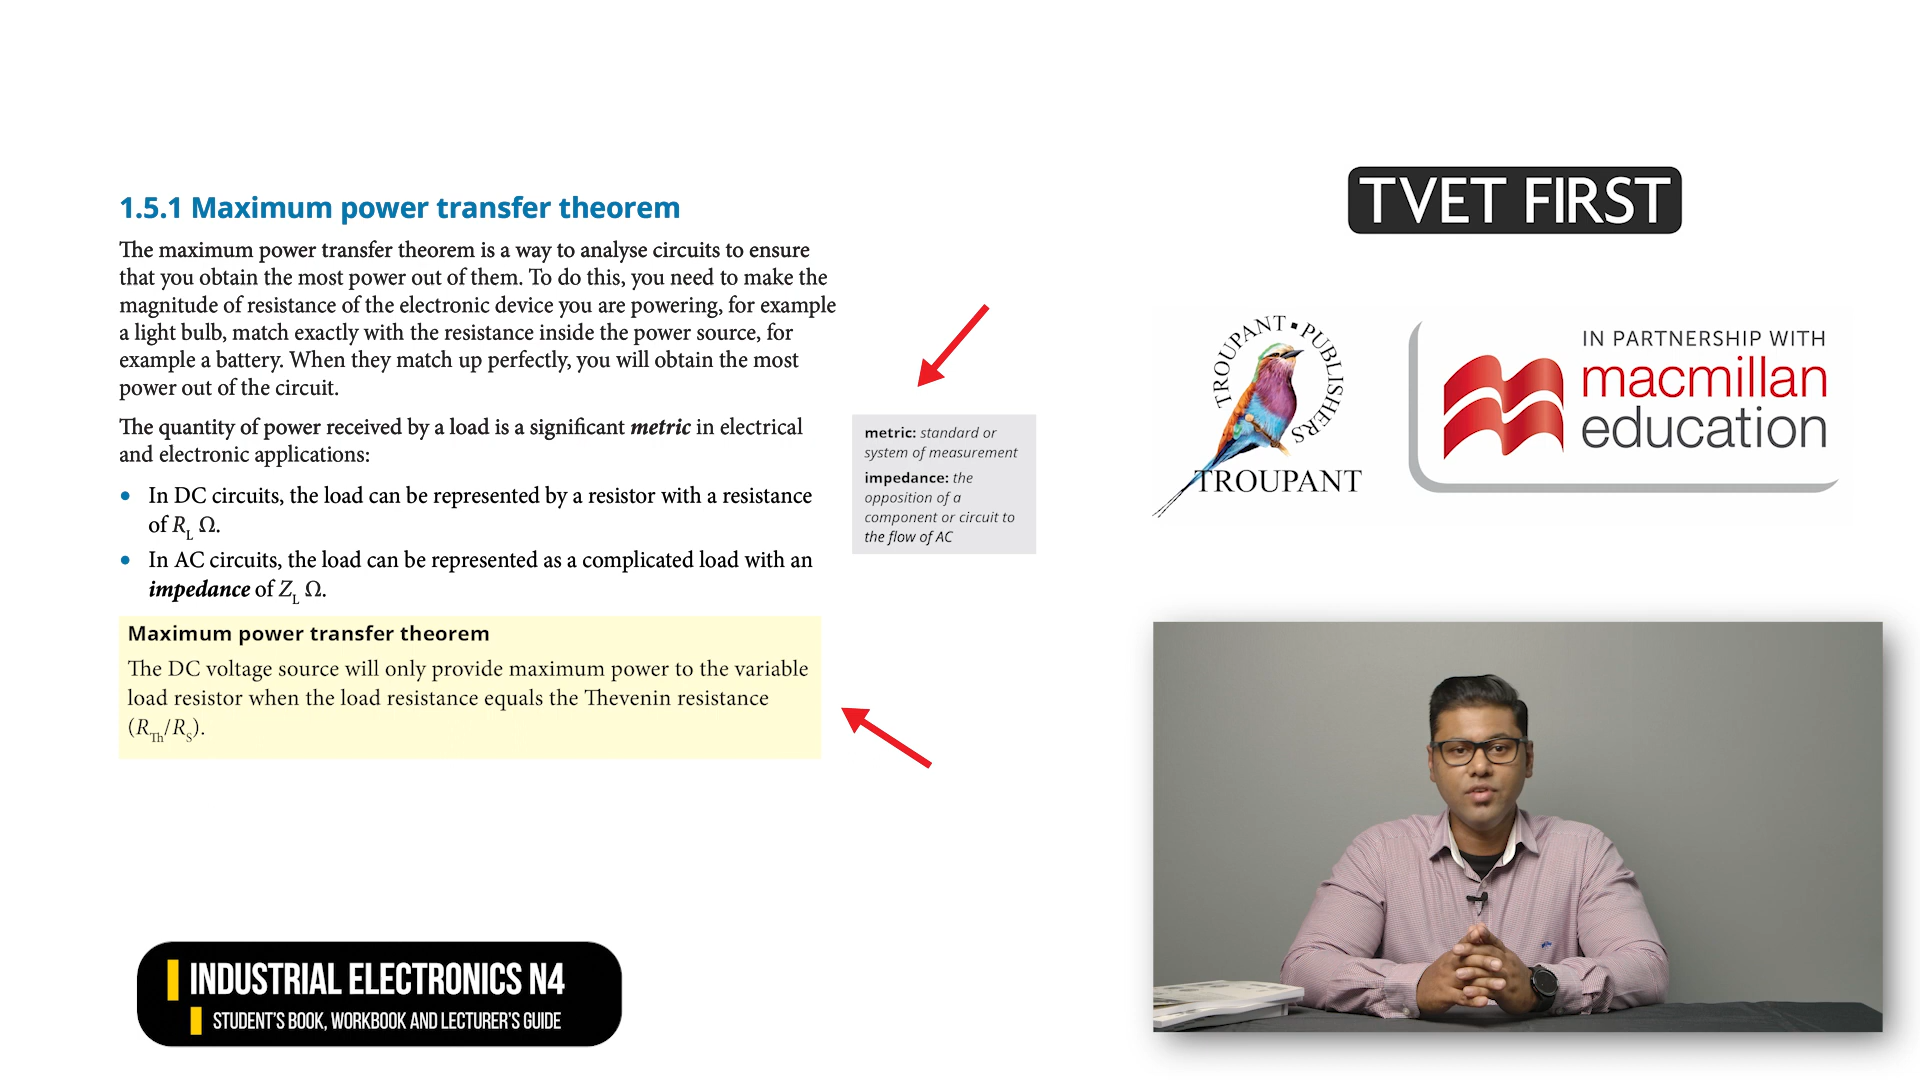 1.5.1 Maximum power transfer theorem
The maximum power transfer theorem is a way to analyse circuits to ensure
that you obtain the most power out of them. To do this, you need to make the
magnitude of resistance of the electronic device you are powering, for example
a light bulb, match exactly with the resistance inside the power source, for
example a battery. When they match up perfectly, you will obtain the most
power out of the circuit.
The quantity of power received by a load is a significant metric in electrical
and electronic applications:
• In DC circuits, the load can be represented by a resistor with a resistance
of RL Ω.
• In AC circuits, the load can be represented as a complicated load with an
impedance of ZL Ω.
Maximum power transfer theorem
The DC voltage source will only provide maximum power to the variable
load resistor when the load resistance equals the Thevenin resistance
(RTh/RS).
metric: standard or
system of measurement
impedance: the
opposition of a
component or circuit to
the flow of AC
TVET FIRST
TROUPANT▪PUBLISHERS
TROUPANT
IN PARTNERSHIP WITH
macmillan
education
INDUSTRIAL ELECTRONICS N4
STUDENT'S BOOK, WORKBOOK AND LECTURER'S GUIDE